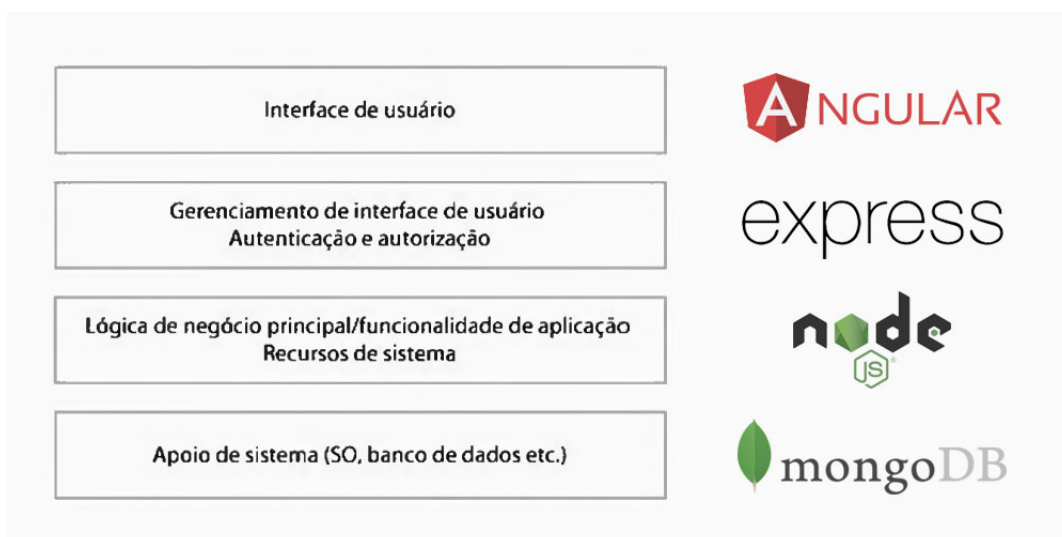 Interface de usuário
ANGULAR
Gerenciamento de interface de usuário
Autenticação e autorização
express
Lógica de negócio principal/funcionalidade de aplicação
Recursos de sistema
node
JS
Apoio de sistema (SO, banco de dados etc.)
mongoDB